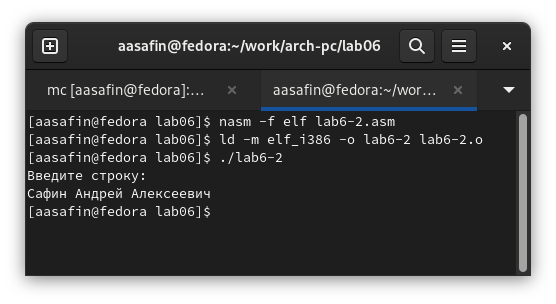 aasafin@fedora:~/work/arch-pc/lab06
mc [aasafin@fedora]:... aasafin@fedora:~/wor...
[aasafin@fedora lab06]$ nasm -f elf lab6-2.asm
[aasafin@fedora lab06]$ ld -m elf_i386 -o lab6-2 lab6-2.o
[aasafin@fedora lab06]$ ./lab6-2
Введите строку:
Сафин Андрей Алексеевич
[aasafin@fedora lab06]$